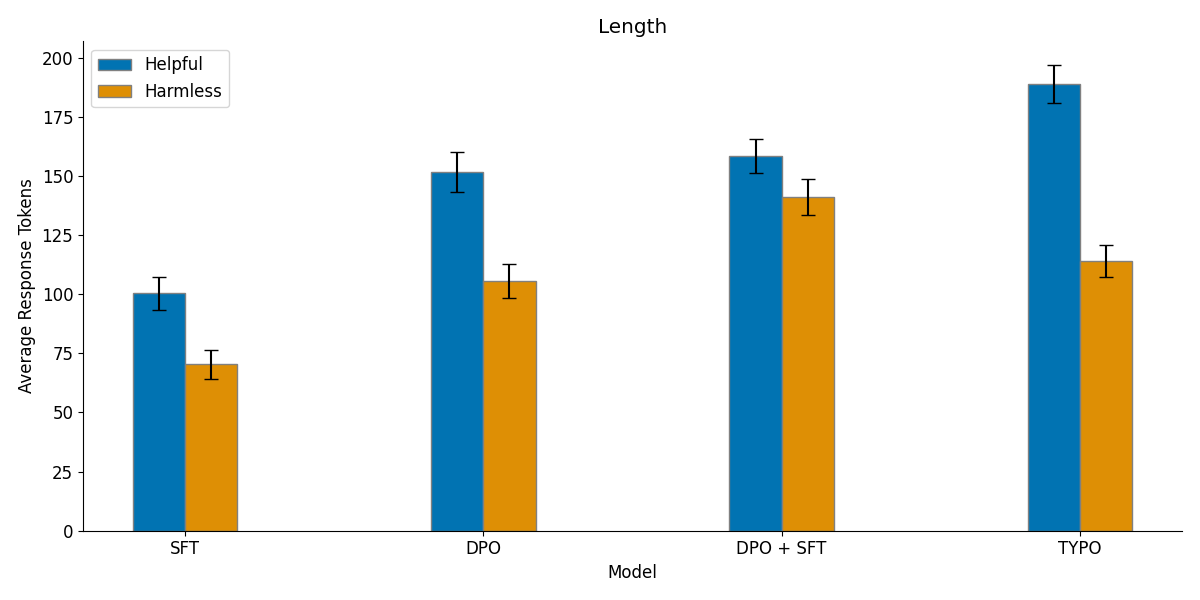 Length
Helpful
Harmless
200
175
150
125
100
75
50
25
0
Average Response Tokens
SFT
DPO
DPO + SFT
TYPO
Model